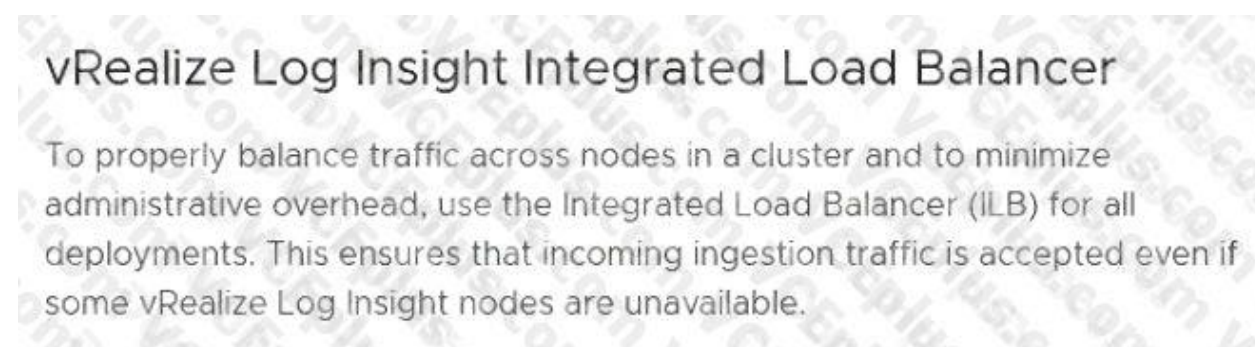 vRealize Log Insight Integrated Load Balancer
To properly balance traffic across nodes in a cluster and to minimize
administrative overhead, use the Integrated Load Balancer (ILB) for all
deployments. This ensures that incoming ingestion traffic is accepted even if
some vRealize Log Insight nodes are unavailable.